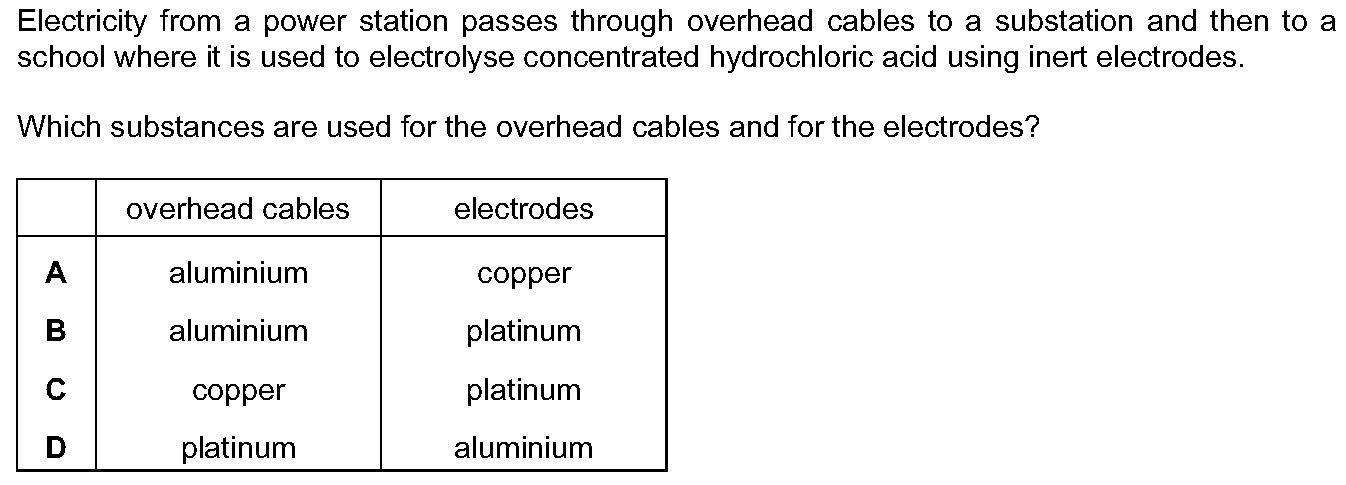 Electricity from a power station passes through overhead cables to a substation and then to a
school where it is used to electrolyse concentrated hydrochloric acid using inert electrodes.
Which substances are used for the overhead cables and for the electrodes?
overhead cables electrodes
A aluminium copper
B aluminium platinum
C copper platinum
D platinum aluminium